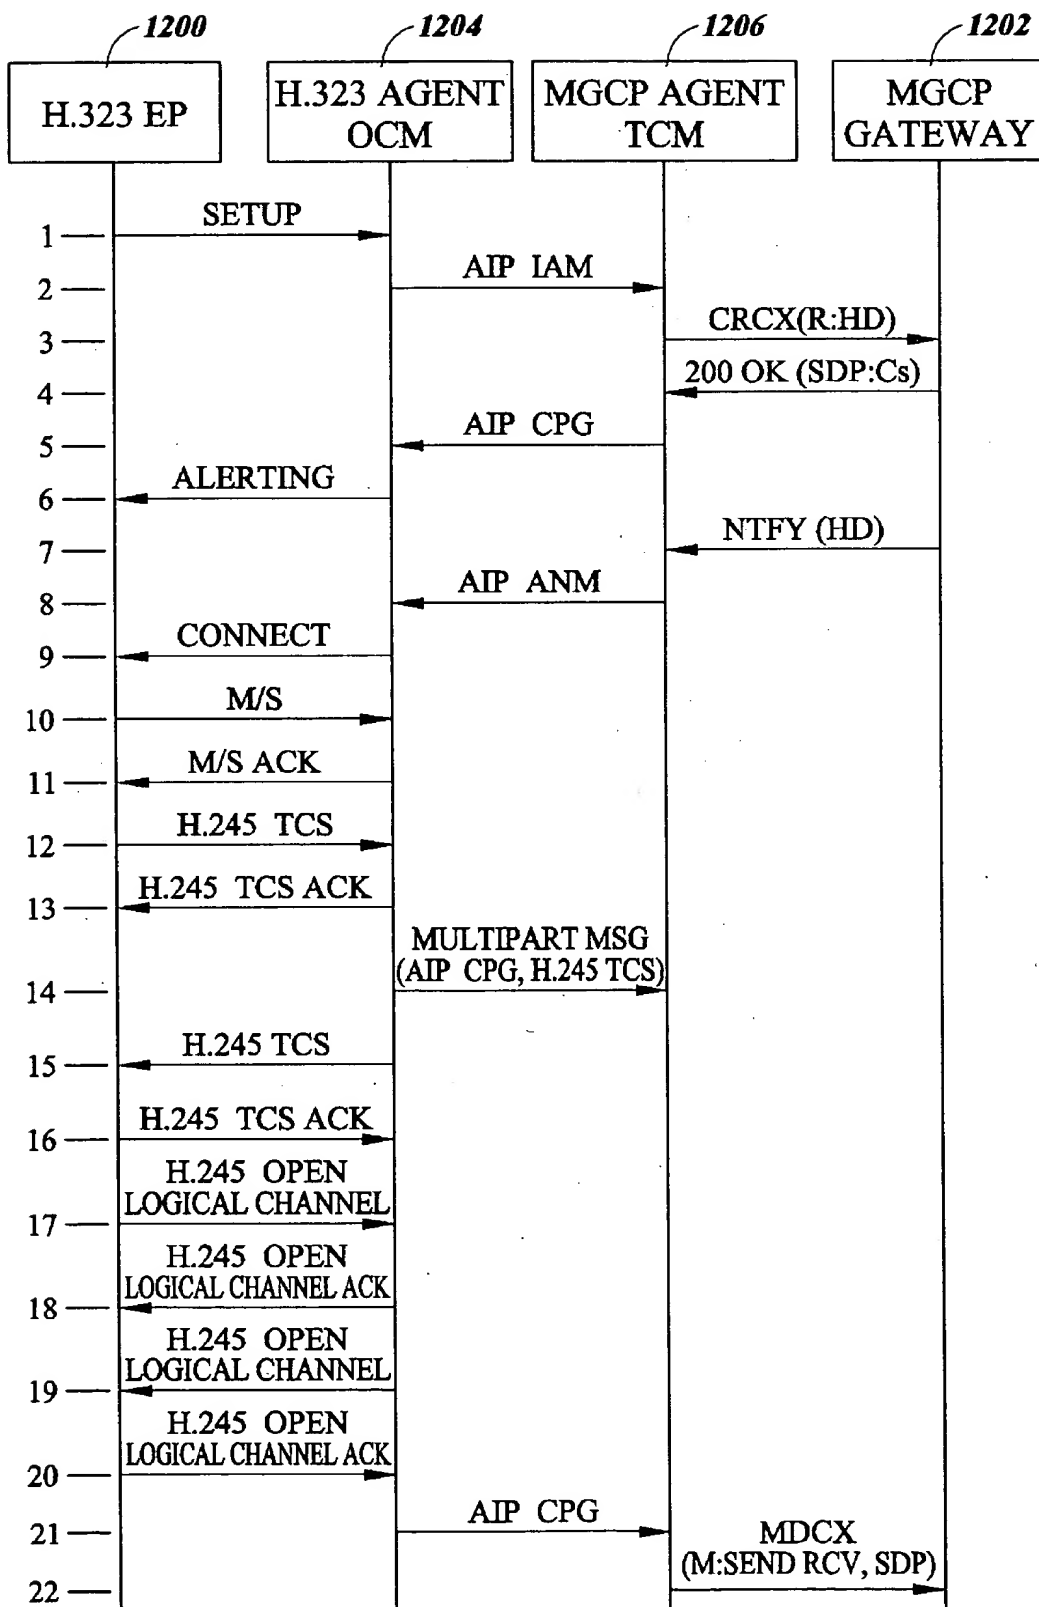 1200
1204
1206
1202
H.323 EP
H.323 AGENT
OCM
MGCP AGENT
TCM
MGCP
GATEWAY
SETUP
1
AIP IAM
2
CRCX(R:HD)
3
200 OK (SDP:Cs)
4
AIP CPG
5
ALERTING
6
NTFY (HD)
7
AIP ANM
8
CONNECT
9
M/S
10
M/S ACK
11
H.245 TCS
12
H.245 TCS ACK
13
MULTIPART MSG
(AIP CPG, H.245 TCS)
14
H.245 TCS
15
H.245 TCS ACK
16
H.245 OPEN
LOGICAL CHANNEL
17
H.245 OPEN
LOGICAL CHANNEL ACK
18
H.245 OPEN
LOGICAL CHANNEL
19
H.245 OPEN
LOGICAL CHANNEL ACK
20
AIP CPG
21
MDCX
(M:SEND RCV, SDP)
22